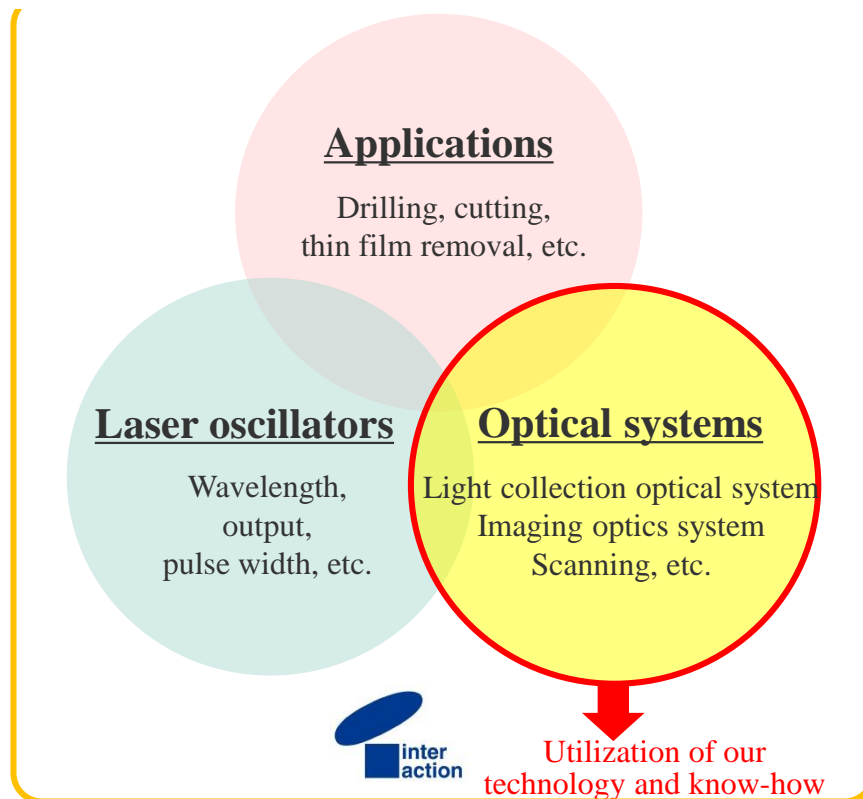 Applications
Drilling, cutting,
thin film removal, etc.
Laser oscillators
Wavelength,
output,
pulse width, etc.
Optical systems
Light collection optical system
Imaging optics system
Scanning, etc.
inter
action
Utilization of our
technology and know-how